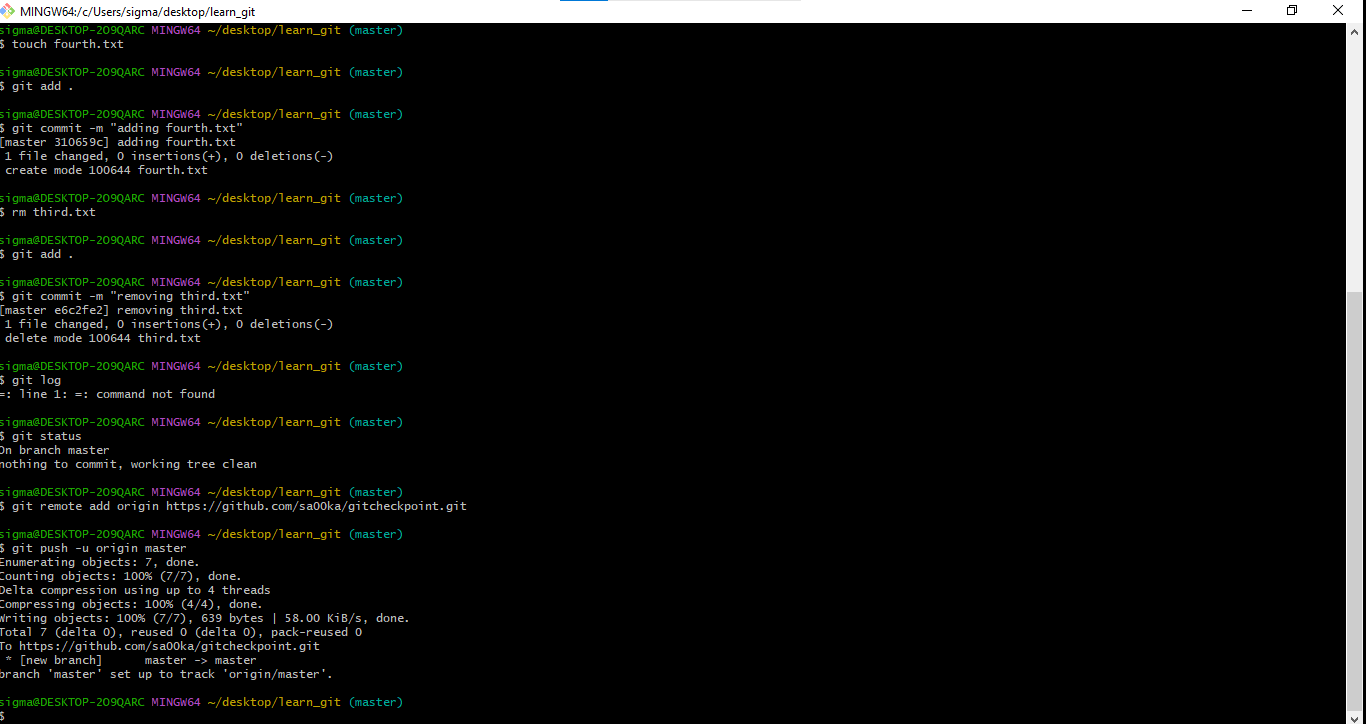 MINGW64:/c/Users/sigma/desktop/learn_git
sigma@DESKTOP-2O9QARC MINGW64 ~/desktop/learn_git (master)
$ touch fourth.txt
sigma@DESKTOP-2O9QARC MINGW64 ~/desktop/learn_git (master)
$ git add .
sigma@DESKTOP-2O9QARC MINGW64 ~/desktop/learn_git (master)
$ git commit -m "adding fourth.txt"
[master 310659c] adding fourth.txt
1 file changed, 0 insertions(+), 0 deletions(-)
create mode 100644 fourth.txt
sigma@DESKTOP-2O9QARC MINGW64 ~/desktop/learn_git (master)
$ rm third.txt
sigma@DESKTOP-2O9QARC MINGW64 ~/desktop/learn_git (master)
$ git add .
sigma@DESKTOP-2O9QARC MINGW64 ~/desktop/learn_git (master)
$ git commit -m "removing third.txt"
[master e6c2fe2] removing third.txt
1 file changed, 0 insertions(+), 0 deletions(-)
delete mode 100644 third.txt
sigma@DESKTOP-2O9QARC MINGW64 ~/desktop/learn_git (master)
$ git log
=: line 1: =: command not found
sigma@DESKTOP-2O9QARC MINGW64 ~/desktop/learn_git (master)
$ git status
On branch master
nothing to commit, working tree clean
sigma@DESKTOP-2O9QARC MINGW64 ~/desktop/learn_git (master)
$ git remote add origin https://github.com/sa00ka/gitcheckpoint.git
sigma@DESKTOP-2O9QARC MINGW64 ~/desktop/learn_git (master)
$ git push -u origin master
Enumerating objects: 7, done.
Counting objects: 100% (7/7), done.
Delta compression using up to 4 threads
Compressing objects: 100% (4/4), done.
Writing objects: 100% (7/7), 639 bytes | 58.00 KiB/s, done.
Total 7 (delta 0), reused 0 (delta 0), pack-reused 0
To https://github.com/sa00ka/gitcheckpoint.git
* [new branch]      master -> master
branch 'master' set up to track 'origin/master'.
sigma@DESKTOP-2O9QARC MINGW64 ~/desktop/learn_git (master)
$